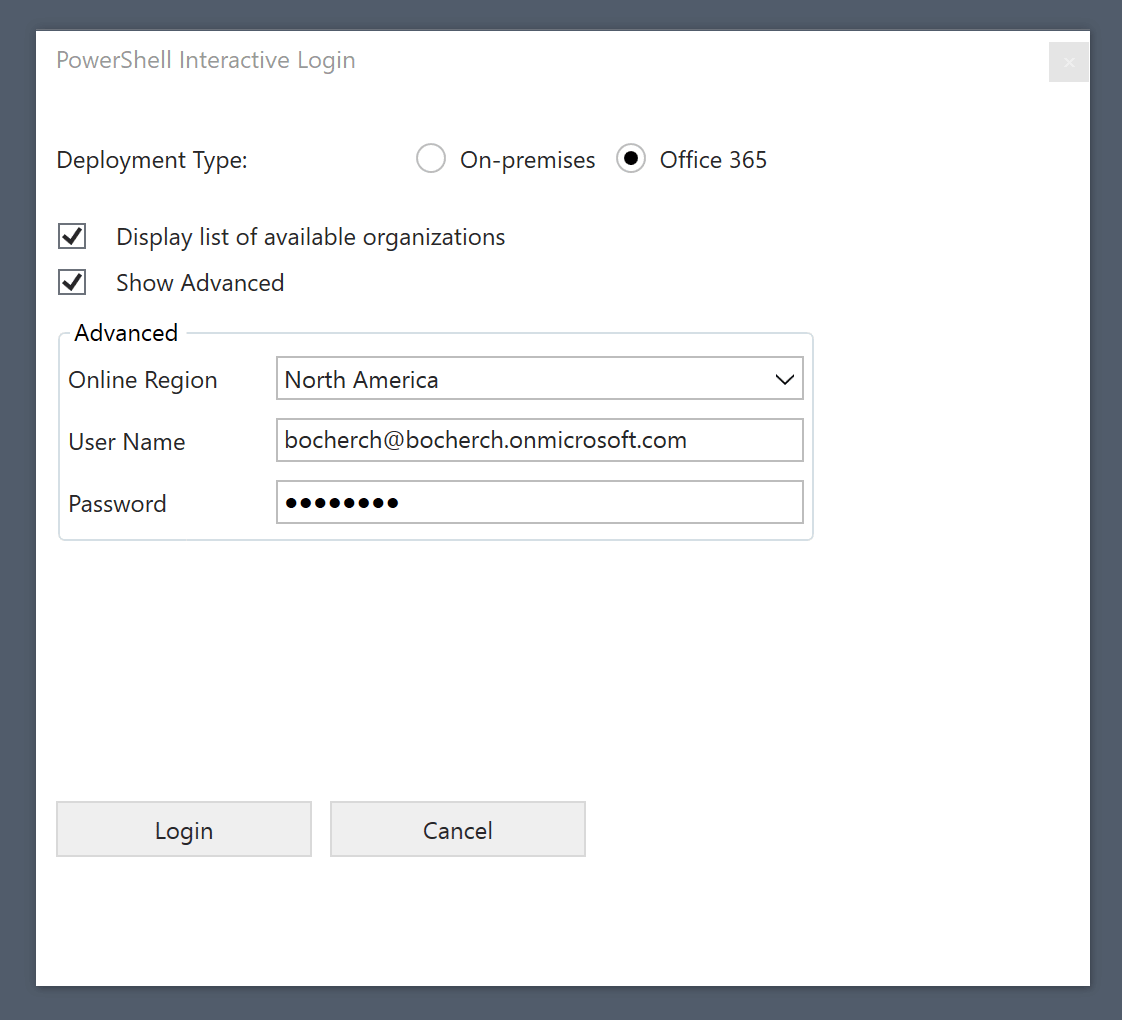 PowerShell Interactive Login
Deployment Type: On-premises Office 365
Display list of available organizations
Show Advanced
Advanced
Online Region North America
User Name bocherch@bocherch.onmicrosoft.com
Password ●●●●●●●●
Login Cancel